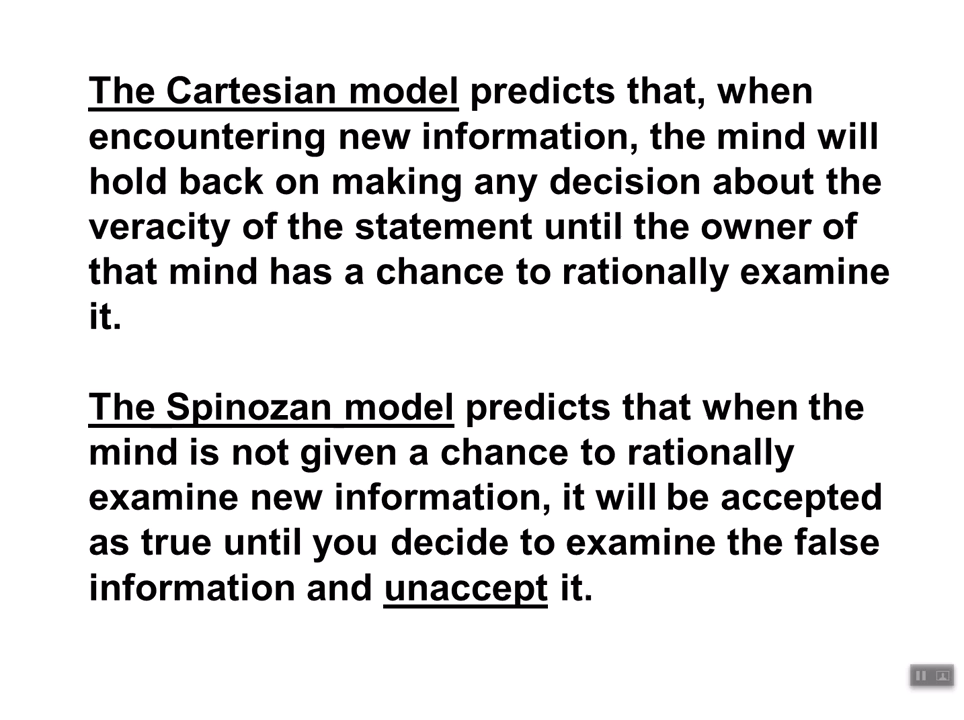 The Cartesian model predicts that, when
encountering new information, the mind will
hold back on making any decision about the
veracity of the statement until the owner of
that mind has a chance to rationally examine
it.
The Spinozan model predicts that when the
mind is not given a chance to rationally
examine new information, it will be accepted
as true until you decide to examine the false
information and unaccept it.